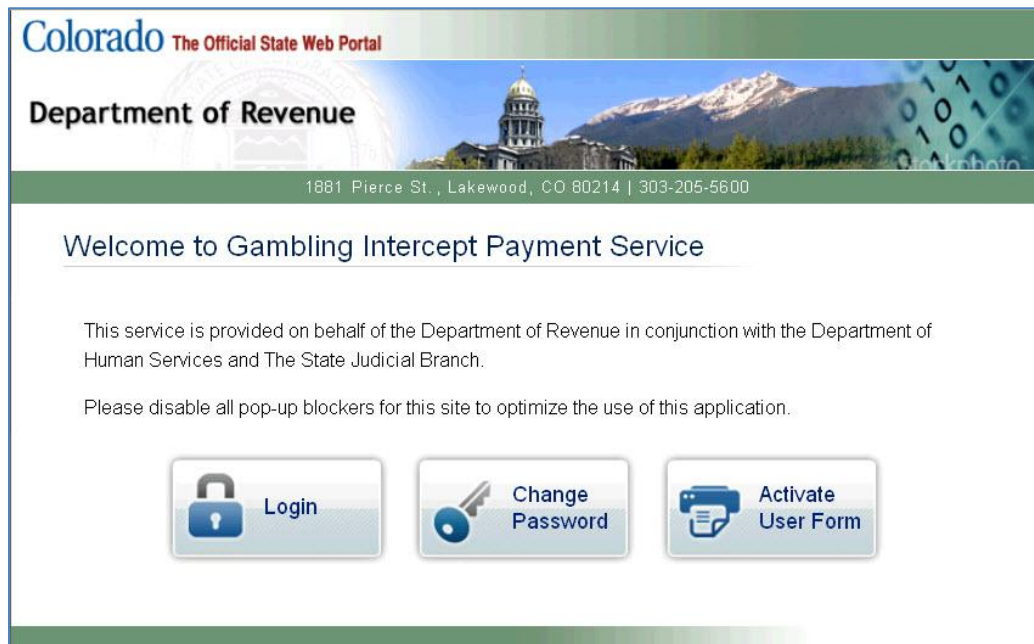 Colorado The Official State Web Portal
Department of Revenue
1881 Pierce St., Lakewood, CO 80214 | 303-205-5600
Welcome to Gambling Intercept Payment Service
This service is provided on behalf of the Department of Revenue in conjunction with the Department of
Human Services and The State Judicial Branch.
Please disable all pop-up blockers for this site to optimize the use of this application.
Login
Change
Password
Activate
User Form